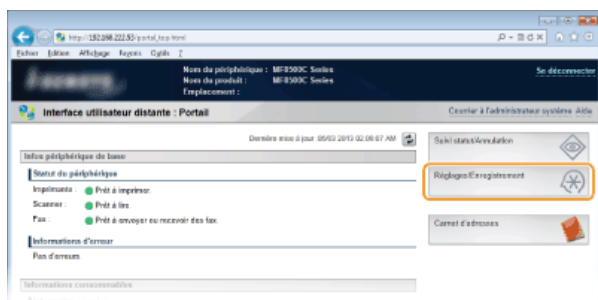 http://192.168.222.53/portal_top.html
Fichier Edition Affichage Favoris Outils ?
Nom du périphérique : MF8500C Series
Nom du produit : MF8500C Series
Emplacement :
Se déconnecter
Interface utilisateur distante : Portail
Courrier à l'administrateur système Aide
Dernière mise à jour 05/03 2013 02:08:07 AM
Infos périphérique de base
Statut du périphérique
Imprimante : Prêt à imprimer.
Scanner : Prêt à lire.
Fax : Prêt à envoyer ou recevoir des fax.
Informations d'erreur
Pas d'erreurs.
Informations consommables
Suivi status/Annulation
Réglages/Enregistrement
Carnet d'adresses